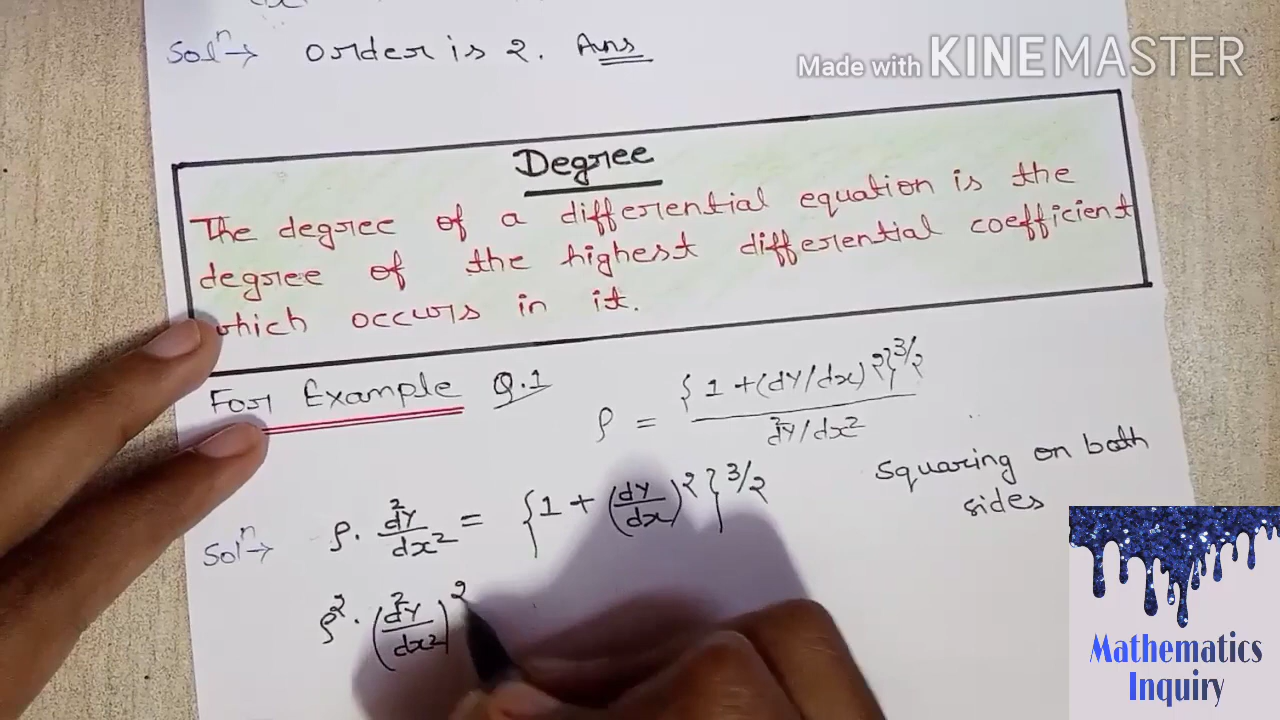 Solⁿ→ Order is 2. Ans
Made with KINEMASTER
Degree
The degree of a differential equation is the
degree of the highest differential coefficient
which occurs in it.
For Example Q.1
ρ = {1 + (dy/dx)²}^3/2 / d²y/dx²
Solⁿ→ ρ. d²y/dx² = {1 + (dy/dx)²}^3/2
Squaring on both
sides
ρ². (d²y/dx²)²
Mathematics
Inquiry